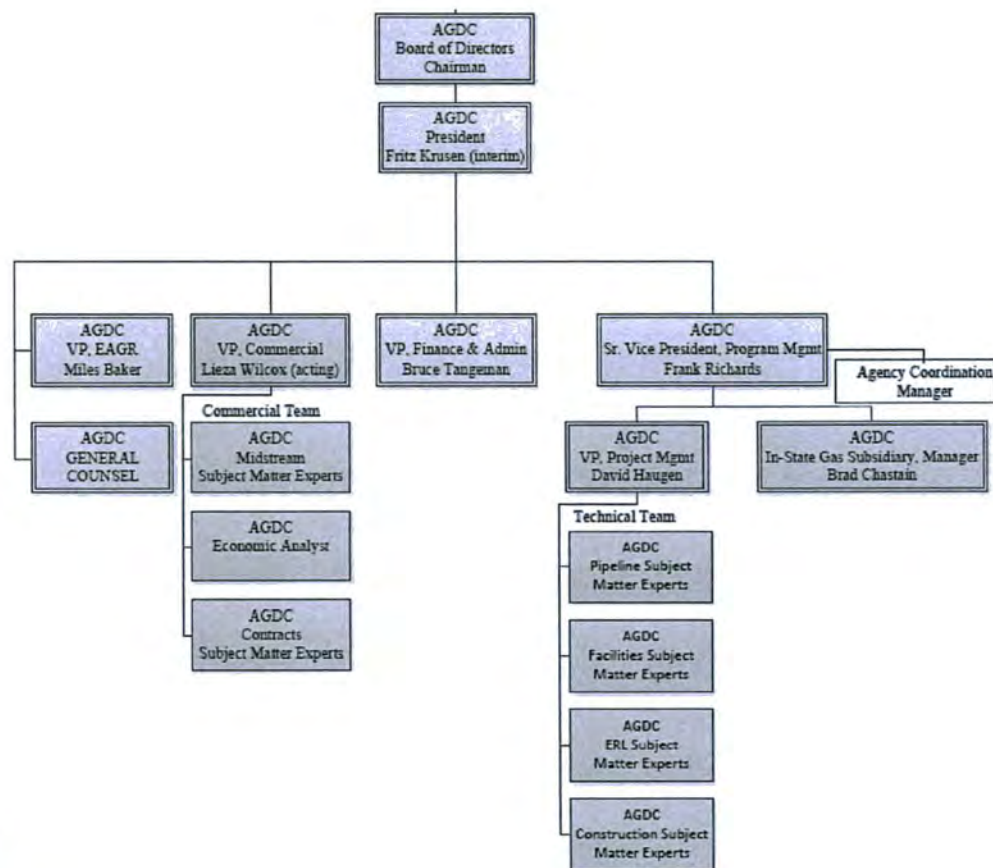 AGDC
Board of Directors
Chairman
AGDC
President
Fritz Krusen (interim)
AGDC
VP, EAGR
Miles Baker
AGDC
VP, Commercial
Lieza Wilcox (acting)
AGDC
VP, Finance & Admin
Bruce Tangeman
AGDC
Sr. Vice President, Program Mgmt
Frank Richards
Agency Coordination
Manager
AGDC
GENERAL
COUNSEL
Commercial Team
AGDC
Midstream
Subject Matter Experts
AGDC
Economic Analyst
AGDC
Contracts
Subject Matter Experts
AGDC
VP, Project Mgmt
David Haugen
AGDC
In-State Gas Subsidiary, Manager
Brad Chastain
Technical Team
AGDC
Pipeline Subject
Matter Experts
AGDC
Facilities Subject
Matter Experts
AGDC
ERL Subject
Matter Experts
AGDC
Construction Subject
Matter Experts